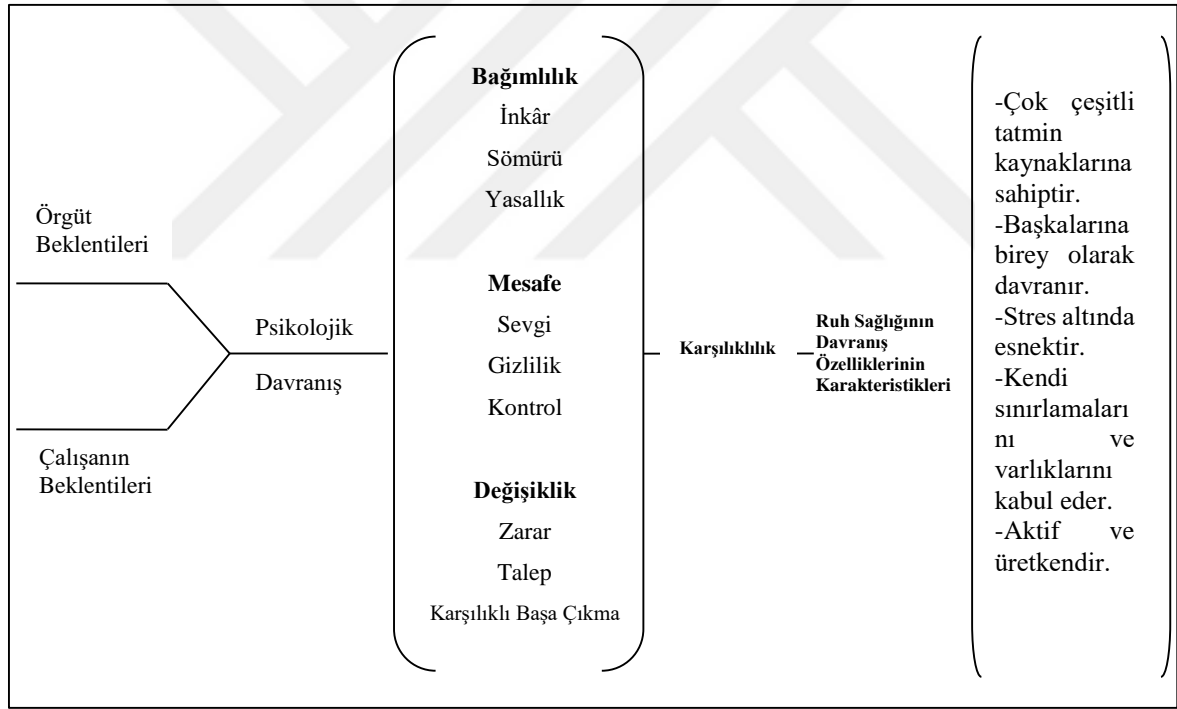 Örgüt
Beklentileri
Çalışanın
Beklentileri
Psikolojik
Davranış
Bağımlılık
İnkâr
Sömürü
Yasallık
Mesafe
Sevgi
Gizlilik
Kontrol
Değişiklik
Zarar
Talep
Karşılıklı Başa Çıkma
Karşılıklılık
Ruh Sağlığının
Davranış
Özelliklerinin
Karakteristikleri
-Çok çeşitli
tatmin
kaynaklarına
sahiptir.
-Başkalarına
birey olarak
davranır.
-Stres altında
esnektir.
-Kendi
sınırlamaları
nı ve
varlıklarını
kabul eder.
-Aktif ve
üretkendir.